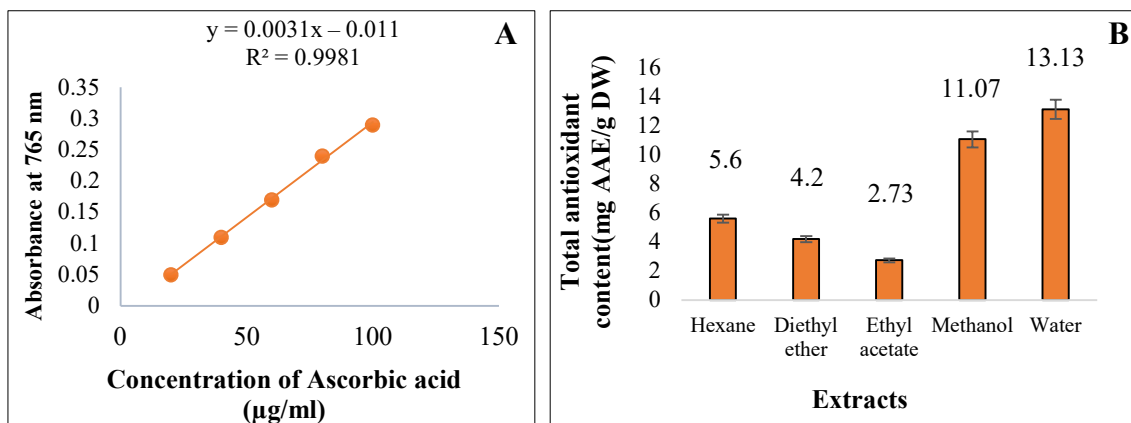 y = 0.0031x – 0.011
R² = 0.9981
A
Absorbance at 765 nm
0.35
0.3
0.25
0.2
0.15
0.1
0.05
0
0
50
100
150
Concentration of Ascorbic acid
(µg/ml)
B
Total antioxidant
content(mg AAE/g DW)
16
14
12
10
8
6
4
2
0
5.6
4.2
2.73
11.07
13.13
Hexane
Diethyl
ether
Ethyl
acetate
Methanol
Water
Extracts